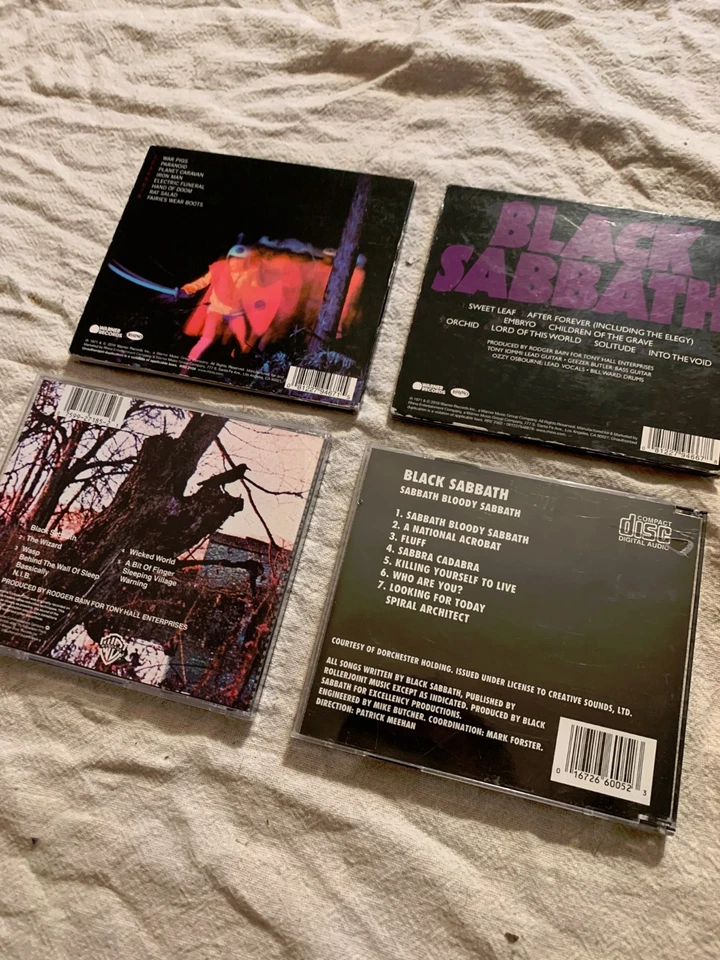 WAR PIGS
PARANOID
PLANET CARAVAN
IRON MAN
ELECTRIC FUNERAL
HAND OF DOOM
RAT SALAD
FAIRIES WEAR BOOTS
WARNER
RECORDS
RHINO
BLACK
SABBATH
SWEET LEAF AFTER FOREVER (INCLUDING THE ELEGY)
EMBRYO CHILDREN OF THE GRAVE
ORCHID LORD OF THIS WORLD SOLITUDE INTO THE VOID
PRODUCED BY RODGER BAIN FOR TONY HALL ENTERPRISES
TONY IOMMI: LEAD GUITAR • GEEZER BUTLER: BASS GUITAR
OZZY OSBOURNE: LEAD VOCALS • BILL WARD: DRUMS
WARNER
RECORDS
RHINO
Black Sabbath
The Wizard
Wasp
Behind The Wall Of Sleep
Bassically
N.I.B.
Wicked World
A Bit Of Finger
Sleeping Village
Warning
PRODUCED BY RODGER BAIN FOR TONY HALL ENTERPRISES
BLACK SABBATH
SABBATH BLOODY SABBATH
1. SABBATH BLOODY SABBATH
2. A NATIONAL ACROBAT
3. FLUFF
4. SABBRA CADABRA
5. KILLING YOURSELF TO LIVE
6. WHO ARE YOU?
7. LOOKING FOR TODAY
SPIRAL ARCHITECT
COMPACT
disc
DIGITAL AUDIO
COURTESY OF DORCHESTER HOLDING. ISSUED UNDER LICENSE TO CREATIVE SOUNDS, LTD.
ALL SONGS WRITTEN BY BLACK SABBATH, PUBLISHED BY
ROLLERJOINT MUSIC EXCEPT AS INDICATED. PRODUCED BY BLACK
SABBATH FOR EXCELLENCY PRODUCTIONS.
ENGINEERED BY MIKE BUTCHER. COORDINATION: MARK FORSTER.
DIRECTION: PATRICK MEEHAN
0 16726 60052 3